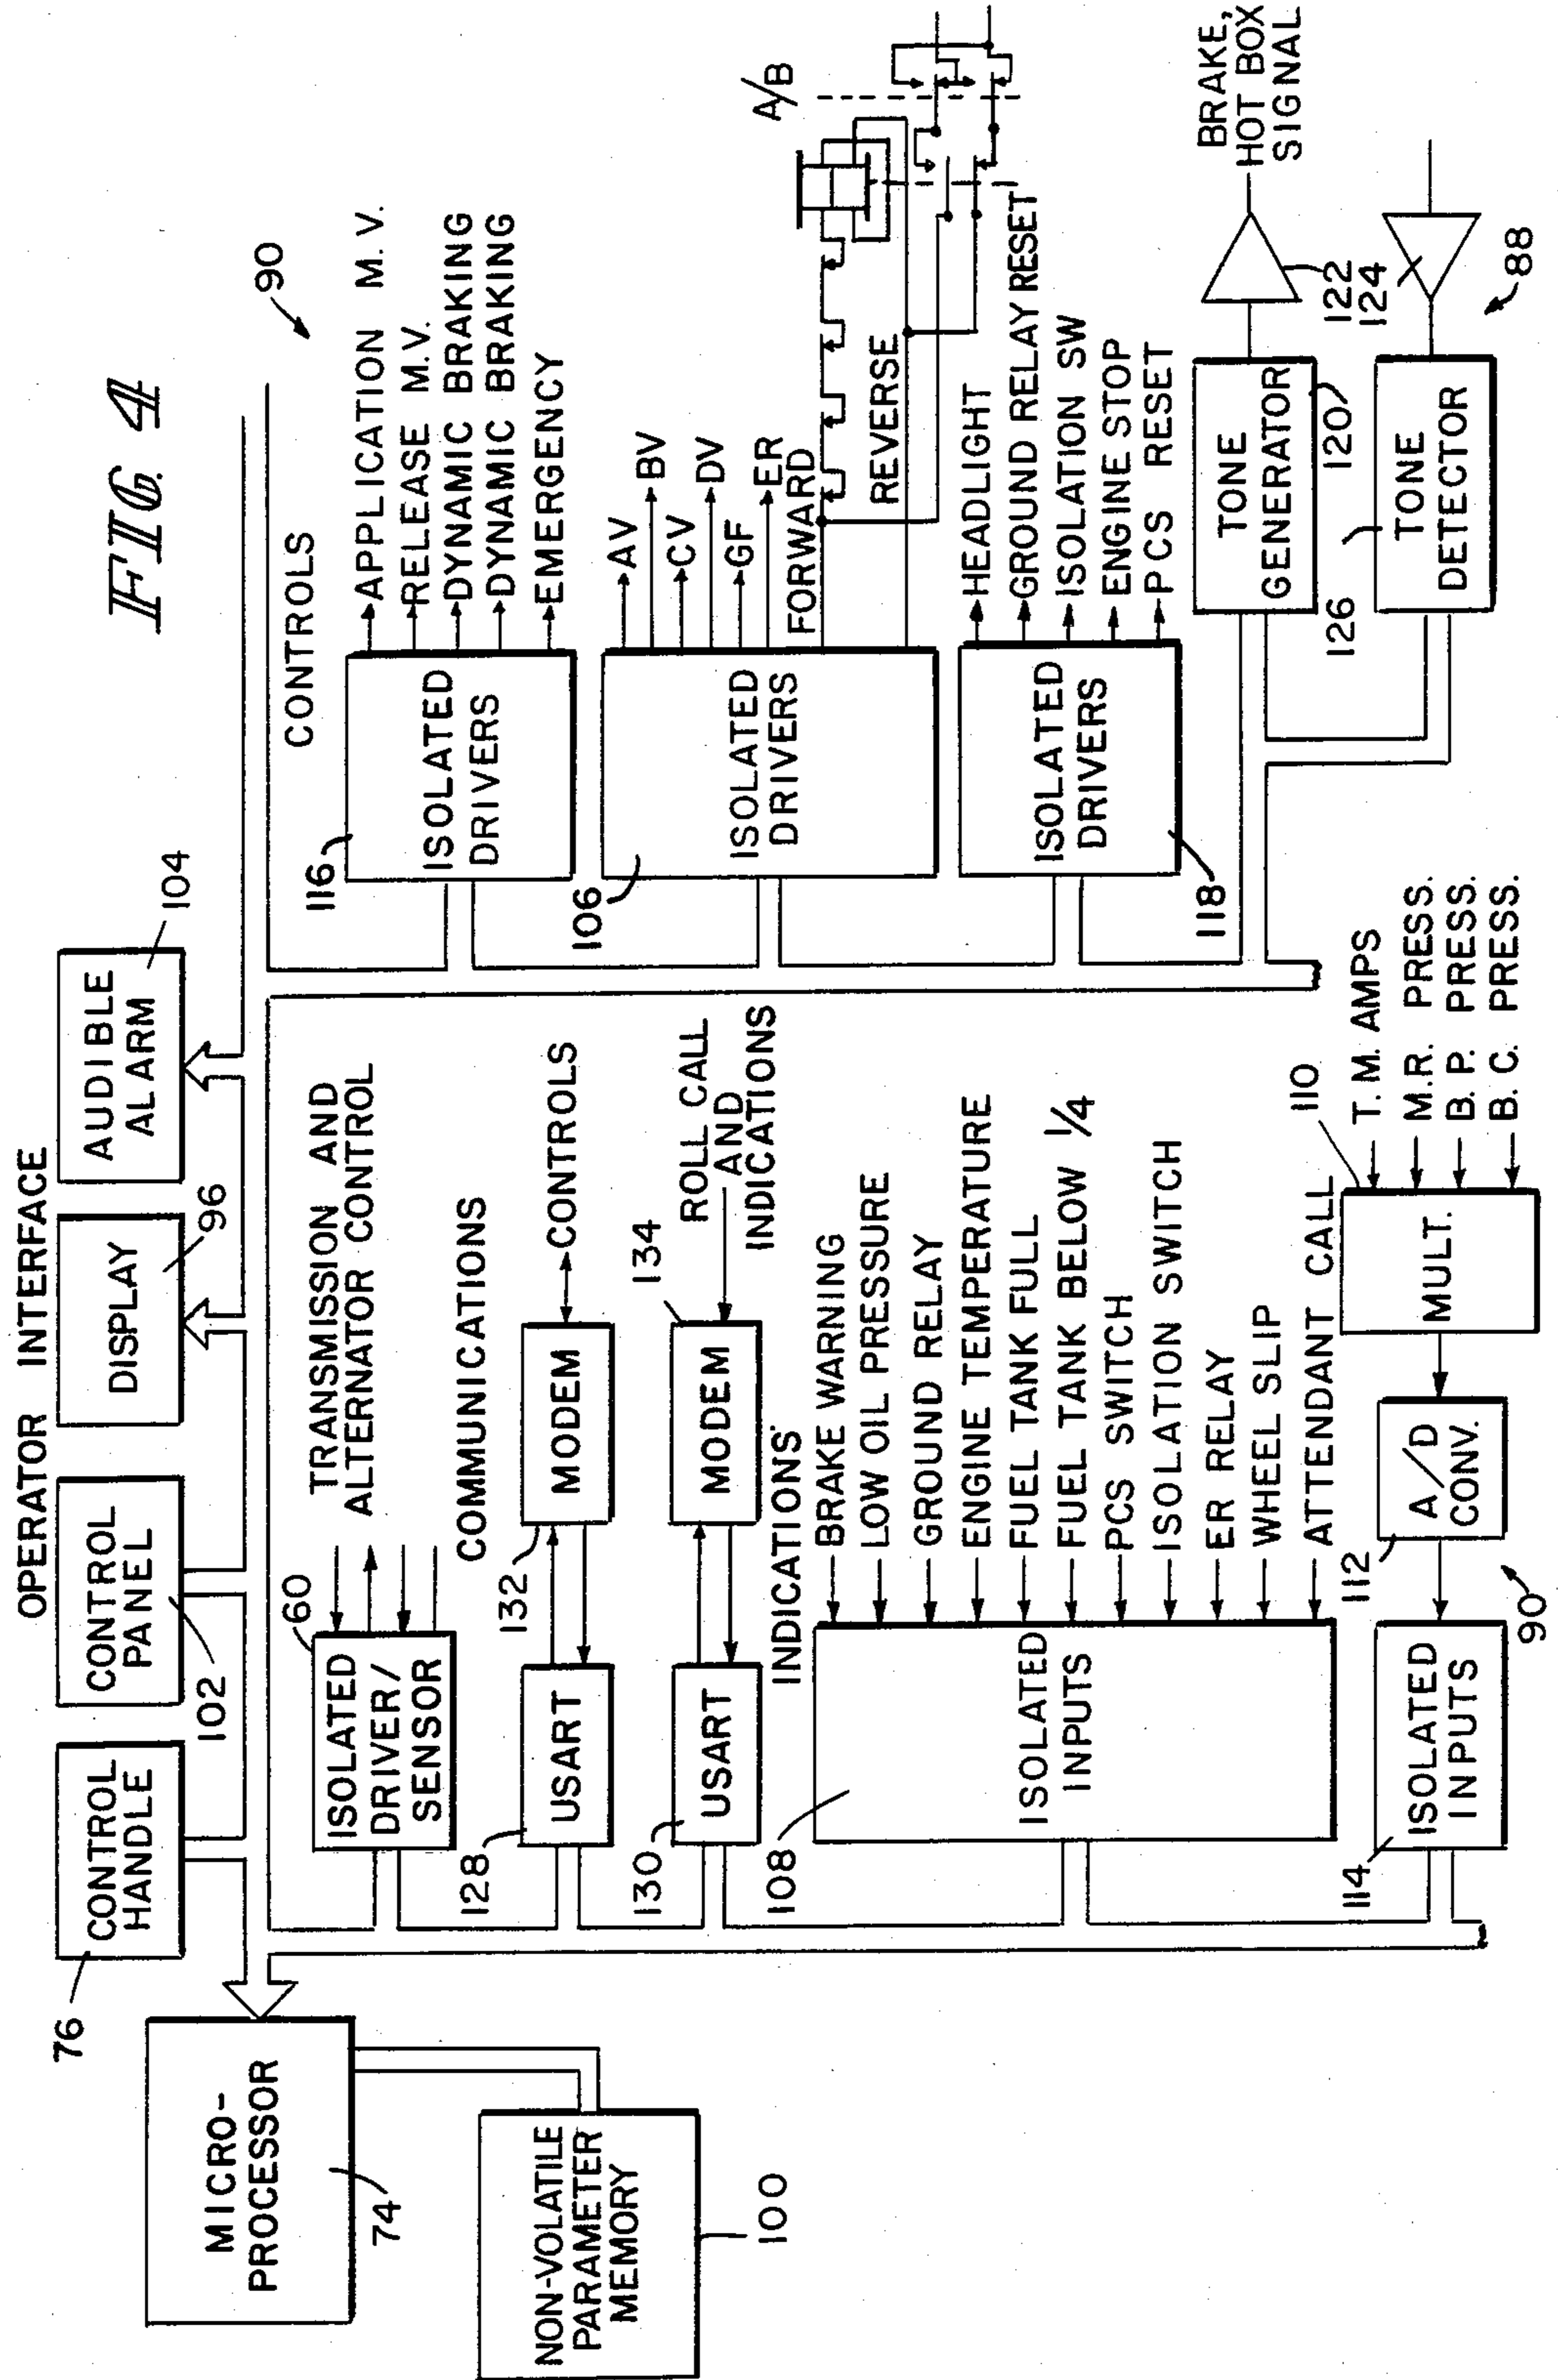 FIG 4
OPERATOR INTERFACE
CONTROL
HANDLE
76
CONTROL
PANEL
102
DISPLAY
96
AUDIBLE
ALARM
104
MICRO-
PROCESSOR
74
NON-VOLATILE
PARAMETER
MEMORY
100
ISOLATED
DRIVER/
SENSOR
60
TRANSMISSION AND
ALTERNATOR CONTROL
COMMUNICATIONS
USART
128
MODEM
132
CONTROLS
USART
130
MODEM
134
ROLL CALL
AND
INDICATIONS
INDICATIONS
ISOLATED
INPUTS
108
BRAKE WARNING
LOW OIL PRESSURE
GROUND RELAY
ENGINE TEMPERATURE
FUEL TANK FULL
FUEL TANK BELOW 1/4
PCS SWITCH
ISOLATION SWITCH
ER RELAY
WHEEL SLIP
ATTENDANT CALL
ISOLATED
INPUTS
114
A/D
CONV.
112
MULT.
110
T.M. AMPS
M.R. PRESS.
B.P. PRESS.
B.C. PRESS.
90
CONTROLS
90
ISOLATED
DRIVERS
116
APPLICATION M.V.
RELEASE M.V.
DYNAMIC BRAKING
DYNAMIC BRAKING
EMERGENCY
ISOLATED
DRIVERS
106
AV
BV
CV
DV
GF
ER
FORWARD
REVERSE
A/B
ISOLATED
DRIVERS
118
HEADLIGHT
GROUND RELAY RESET
ISOLATION SW
ENGINE STOP
PCS RESET
TONE
GENERATOR
120
122
BRAKE,
HOT BOX
SIGNAL
TONE
DETECTOR
126
124
88